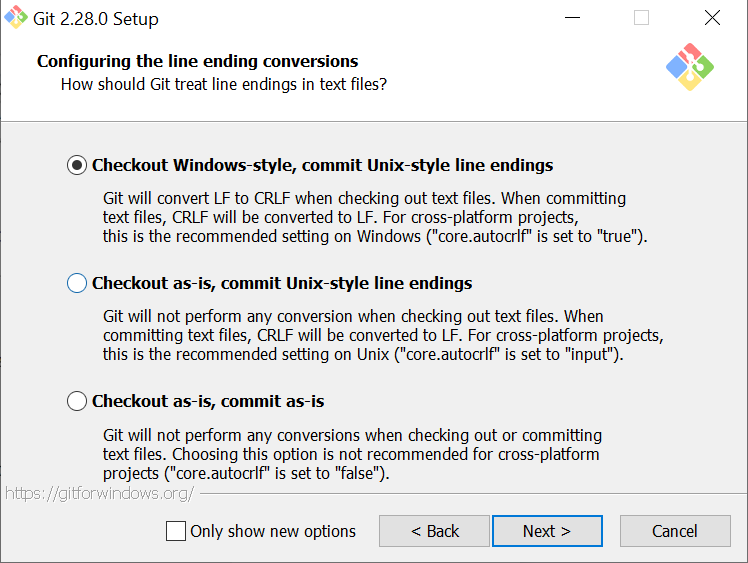 Git 2.28.0 Setup
Configuring the line ending conversions
How should Git treat line endings in text files?
Checkout Windows-style, commit Unix-style line endings
Git will convert LF to CRLF when checking out text files. When committing
text files, CRLF will be converted to LF. For cross-platform projects,
this is the recommended setting on Windows ("core.autocrlf" is set to "true").
Checkout as-is, commit Unix-style line endings
Git will not perform any conversion when checking out text files. When
committing text files, CRLF will be converted to LF. For cross-platform projects,
this is the recommended setting on Unix ("core.autocrlf" is set to "input").
Checkout as-is, commit as-is
Git will not perform any conversions when checking out or committing
text files. Choosing this option is not recommended for cross-platform
projects ("core.autocrlf" is set to "false").
https://gitforwindows.org/
Only show new options
< Back
Next >
Cancel